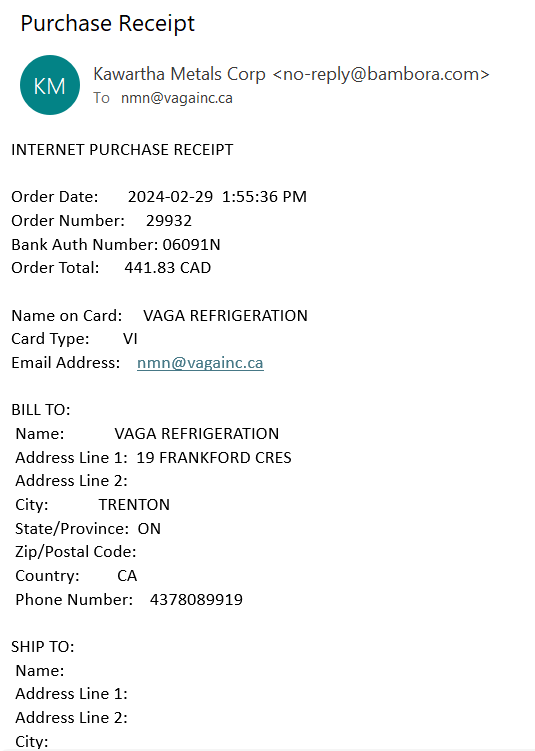 Purchase Receipt
KM
Kawartha Metals Corp <no-reply@bambora.com>
To nmn@vagainc.ca
INTERNET PURCHASE RECEIPT
Order Date: 2024-02-29 1:55:36 PM
Order Number: 29932
Bank Auth Number: 06091N
Order Total: 441.83 CAD
Name on Card: VAGA REFRIGERATION
Card Type: VI
Email Address: nmn@vagainc.ca
BILL TO:
Name: VAGA REFRIGERATION
Address Line 1: 19 FRANKFORD CRES
Address Line 2:
City: TRENTON
State/Province: ON
Zip/Postal Code:
Country: CA
Phone Number: 4378089919
SHIP TO:
Name:
Address Line 1:
Address Line 2:
City: